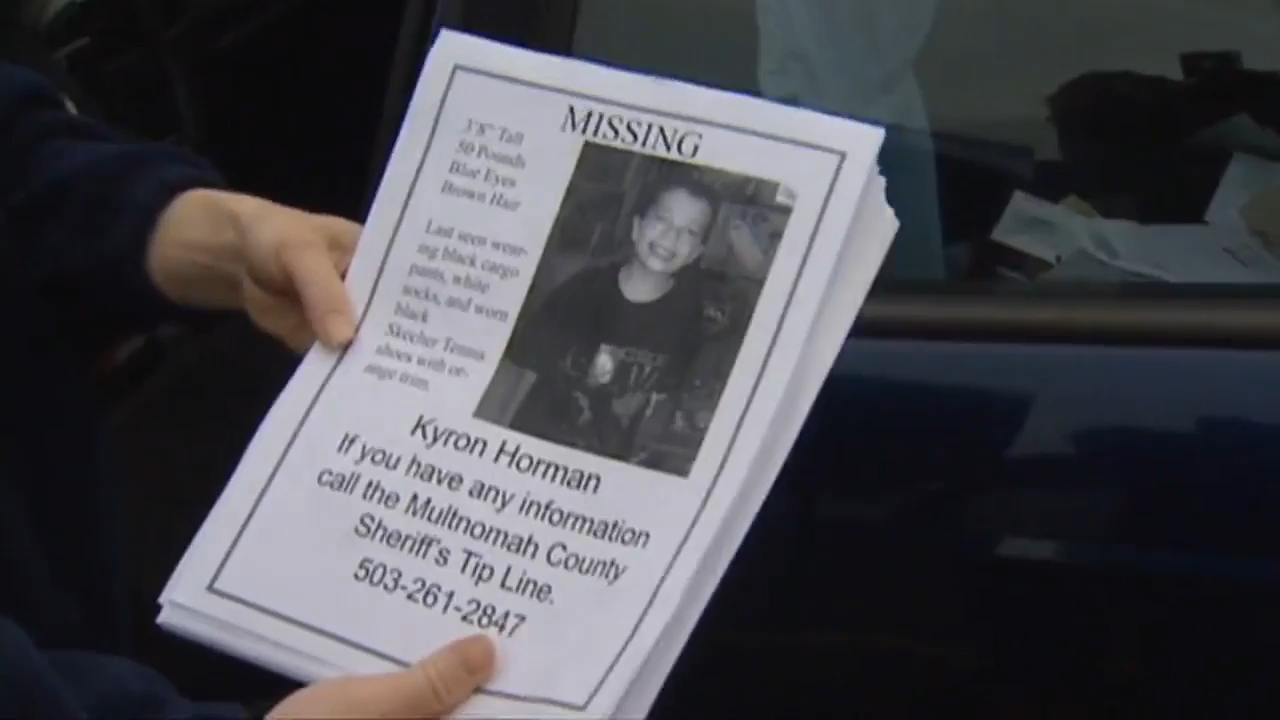 MISSING
3'8" Tall
50 Pounds
Blue Eyes
Brown Hair
Last seen wear-
ing black cargo
pants, white
socks, and worn
black
Skecher Tennis
shoes with or-
ange trim.
Kyron Horman
If you have any information
call the Multnomah County
Sheriff's Tip Line.
503-261-2847